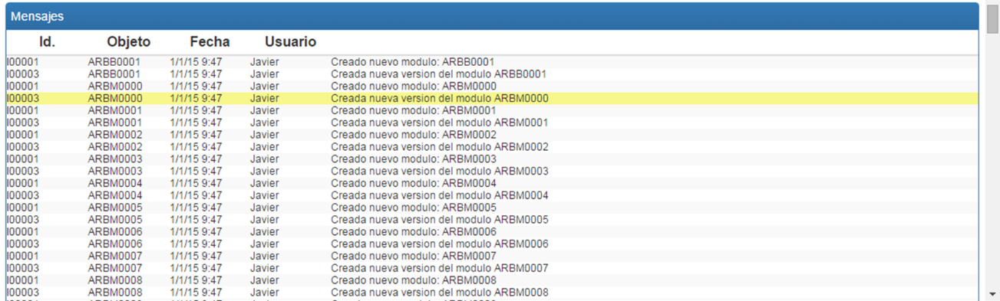 Mensajes
Id. Objeto Fecha Usuario
I00001 ARBB0001 1/1/15 9:47 Javier Creado nuevo modulo: ARBB0001
I00003 ARBB0001 1/1/15 9:47 Javier Creada nueva version del modulo ARBB0001
I00001 ARBM0000 1/1/15 9:47 Javier Creado nuevo modulo: ARBM0000
I00003 ARBM0000 1/1/15 9:47 Javier Creada nueva version del modulo ARBM0000
I00001 ARBM0001 1/1/15 9:47 Javier Creado nuevo modulo: ARBM0001
I00003 ARBM0001 1/1/15 9:47 Javier Creada nueva version del modulo ARBM0001
I00001 ARBM0002 1/1/15 9:47 Javier Creado nuevo modulo: ARBM0002
I00003 ARBM0002 1/1/15 9:47 Javier Creada nueva version del modulo ARBM0002
I00001 ARBM0003 1/1/15 9:47 Javier Creado nuevo modulo: ARBM0003
I00003 ARBM0003 1/1/15 9:47 Javier Creada nueva version del modulo ARBM0003
I00001 ARBM0004 1/1/15 9:47 Javier Creado nuevo modulo: ARBM0004
I00003 ARBM0004 1/1/15 9:47 Javier Creada nueva version del modulo ARBM0004
I00001 ARBM0005 1/1/15 9:47 Javier Creado nuevo modulo: ARBM0005
I00003 ARBM0005 1/1/15 9:47 Javier Creada nueva version del modulo ARBM0005
I00001 ARBM0006 1/1/15 9:47 Javier Creado nuevo modulo: ARBM0006
I00003 ARBM0006 1/1/15 9:47 Javier Creada nueva version del modulo ARBM0006
I00001 ARBM0007 1/1/15 9:47 Javier Creado nuevo modulo: ARBM0007
I00003 ARBM0007 1/1/15 9:47 Javier Creada nueva version del modulo ARBM0007
I00001 ARBM0008 1/1/15 9:47 Javier Creado nuevo modulo: ARBM0008
I00003 ARBM0008 1/1/15 9:47 Javier Creada nueva version del modulo ARBM0008